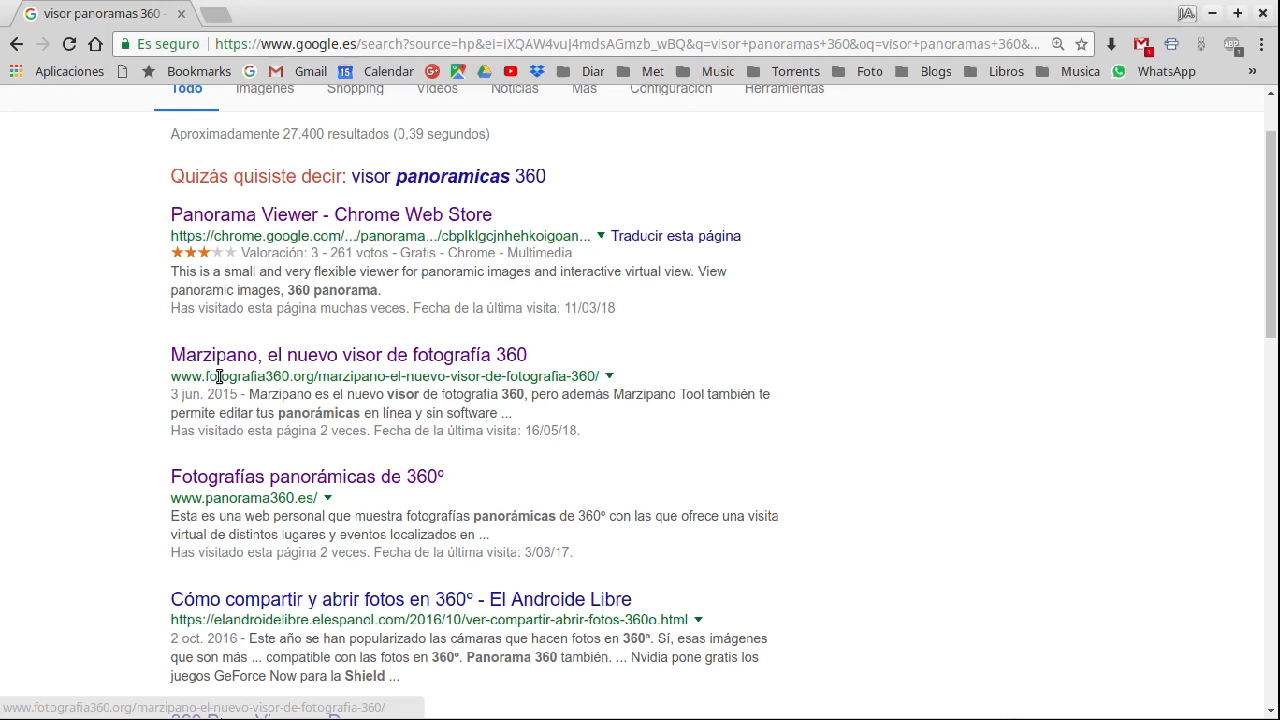 visor panoramas 360 -
Es seguro https://www.google.es/search?source=hp&ei=iXQAW4vuJ4mdsAGmzb_wBQ&q=visor+panoramas+360&oq=visor+panoramas+360&...
Aplicaciones Bookmarks Gmail Calendar Diar Met Music Torrents Foto Blogs Libros Musica WhatsApp »
Todo Imágenes Shopping Vídeos Noticias Más Configuración Herramientas
Aproximadamente 27.400 resultados (0,39 segundos)
Quizás quisiste decir: visor panoramicas 360
Panorama Viewer - Chrome Web Store
https://chrome.google.com/.../panorama.../cbplklgcjnhehkoigoan... Traducir esta página
Valoración: 3 - 261 votos - Gratis - Chrome - Multimedia
This is a small and very flexible viewer for panoramic images and interactive virtual view. View
panoramic images, 360 panorama.
Has visitado esta página muchas veces. Fecha de la última visita: 11/03/18
Marzipano, el nuevo visor de fotografía 360
www.fotografia360.org/marzipano-el-nuevo-visor-de-fotografia-360/
3 jun. 2015 - Marzipano es el nuevo visor de fotografía 360, pero además Marzipano Tool también te
permite editar tus panorámicas en línea y sin software ...
Has visitado esta página 2 veces. Fecha de la última visita: 16/05/18.
Fotografías panorámicas de 360º
www.panorama360.es/
Esta es una web personal que muestra fotografías panorámicas de 360º con las que ofrece una visita
virtual de distintos lugares y eventos localizados en ...
Has visitado esta página 2 veces. Fecha de la última visita: 3/08/17.
Cómo compartir y abrir fotos en 360º - El Androide Libre
https://elandroidelibre.elespanol.com/2016/10/ver-compartir-abrir-fotos-360o.html
2 oct. 2016 - Este año se han popularizado las cámaras que hacen fotos en 360º. Sí, esas imágenes
que son más ... compatible con las fotos en 360º. Panorama 360 también. ... Nvidia pone gratis los
juegos GeForce Now para la Shield ...
www.fotografia360.org/marzipano-el-nuevo-visor-de-fotografia-360/